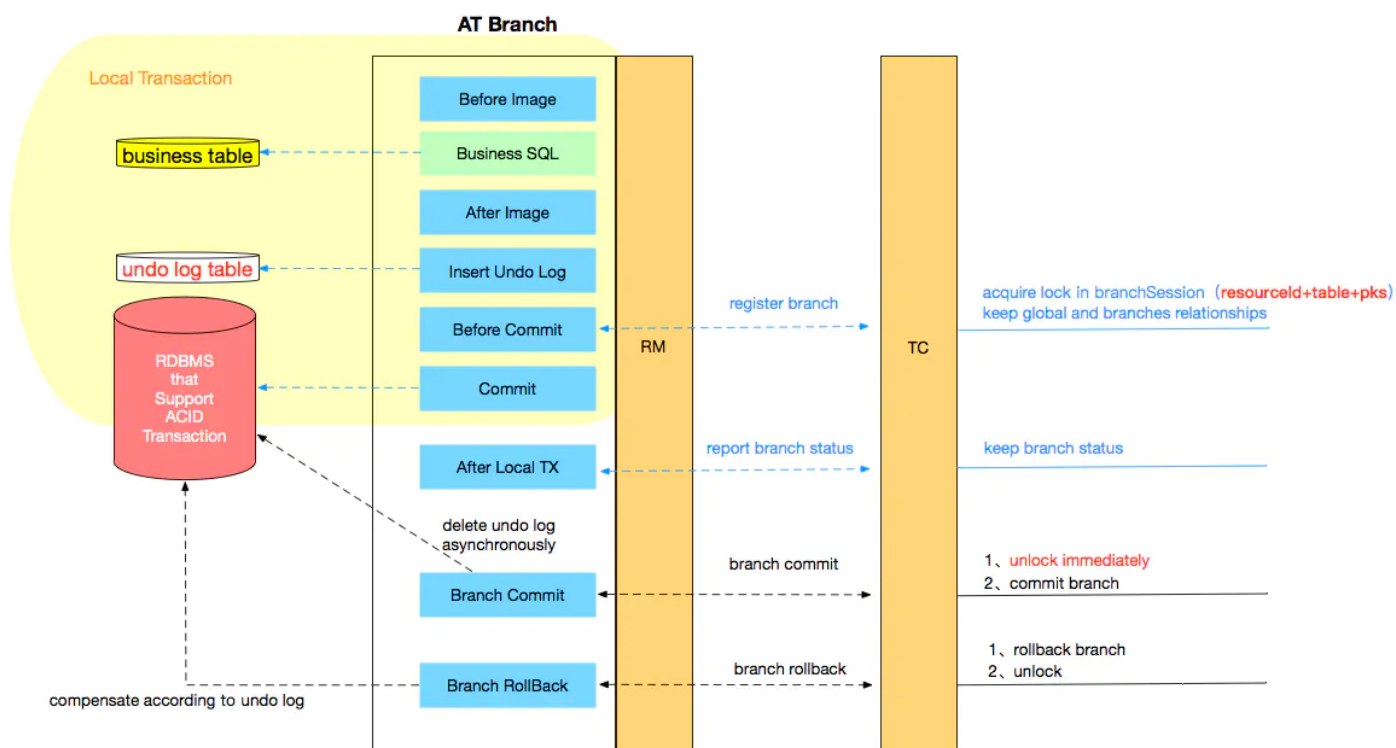 AT Branch
Local Transaction
Before Image
business table
Business SQL
After Image
undo log table
Insert Undo Log
register branch
acquire lock in branchSession（resourceId+table+pks）
keep global and branches relationships
Before Commit
RM
TC
RDBMS
that
Support
ACID
Transaction
Commit
After Local TX
report branch status
keep branch status
delete undo log
asynchronously
branch commit
1、unlock immediately
2、commit branch
Branch Commit
branch rollback
1、rollback branch
2、unlock
Branch RollBack
compensate according to undo log